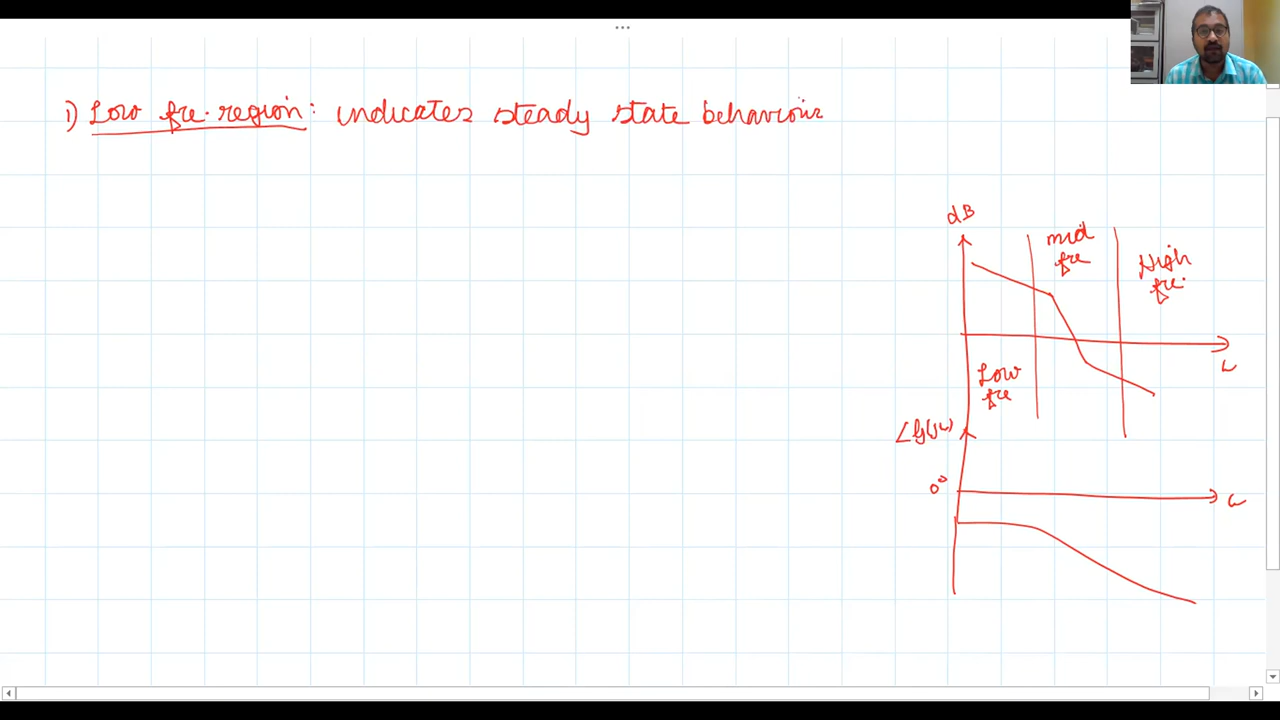 1) Low fre. region: indicates steady state behaviour
dB
mid
fre
High
fre.
Low
fre
∠G(jω)
0°
ω